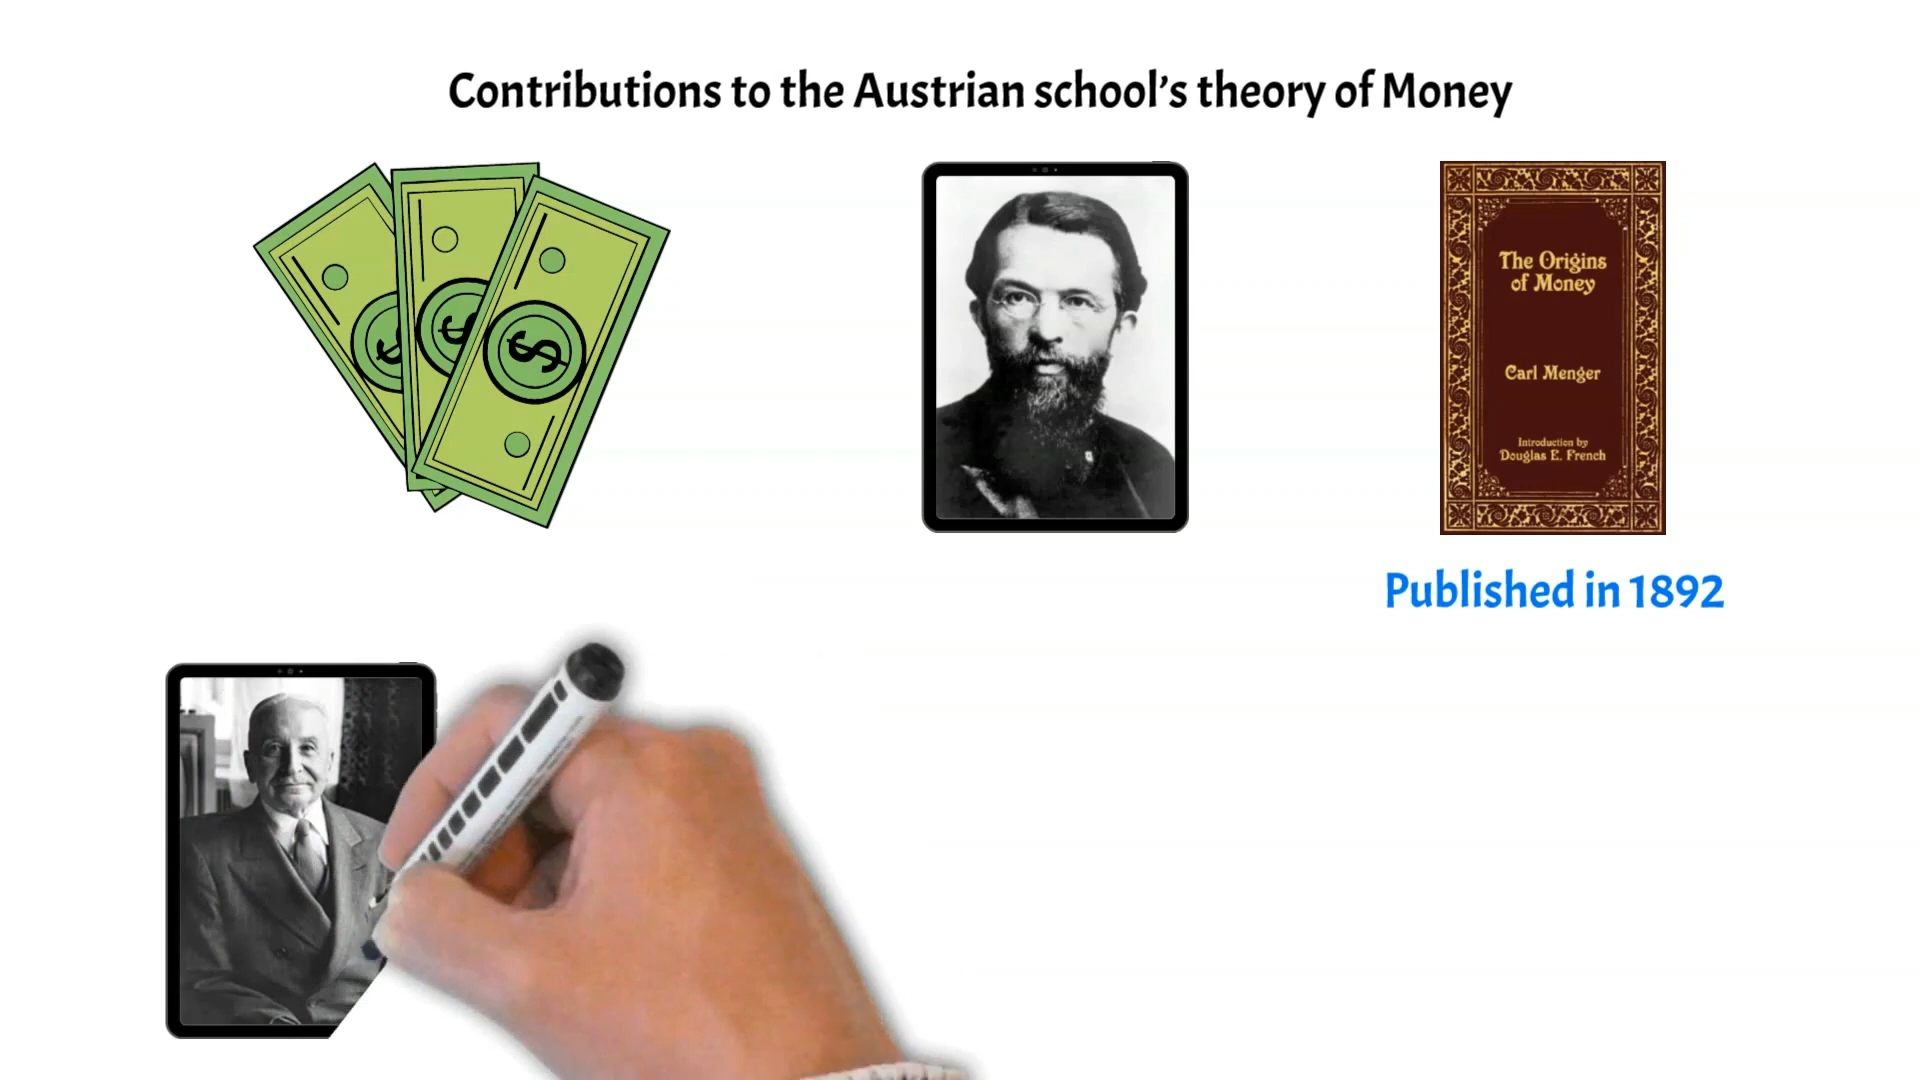 Contributions to the Austrian school's theory of Money
The Origins
of Money
Carl Menger
Introduction by
Douglas E. French
Published in 1892